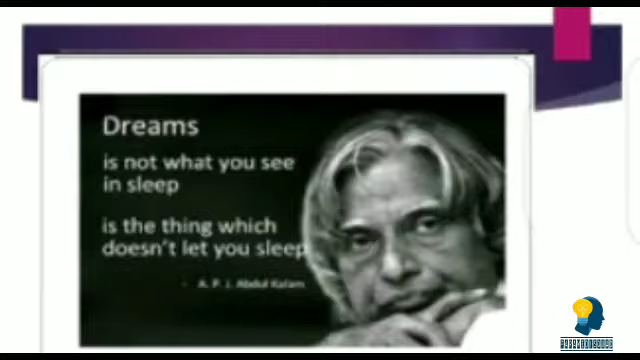 Dreams
is not what you see
in sleep
is the thing which
doesn't let you sleep
- A. P. J. Abdul Kalam